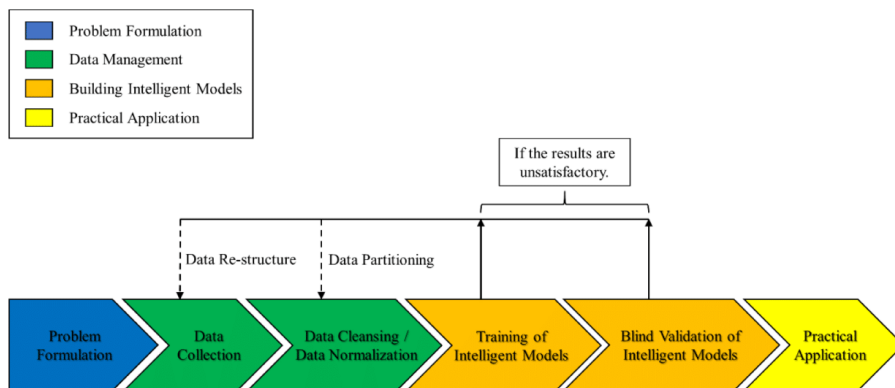 Problem Formulation
Data Management
Building Intelligent Models
Practical Application
If the results are
unsatisfactory.
Data Re-structure
Data Partitioning
Problem
Formulation
Data
Collection
Data Cleansing /
Data Normalization
Training of
Intelligent Models
Blind Validation of
Intelligent Models
Practical
Application